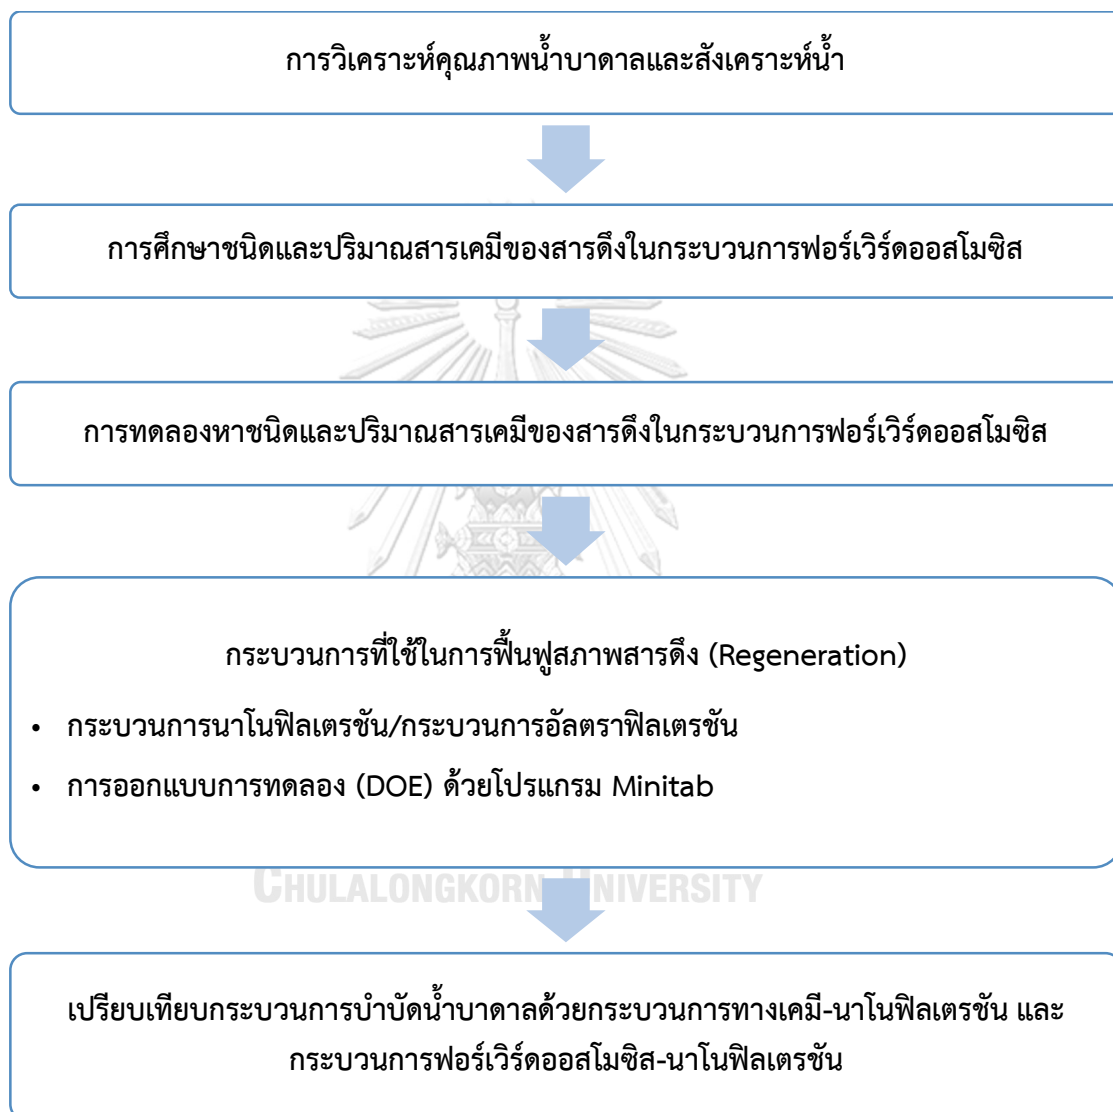 การวิเคราะห์คุณภาพน้ำบาดาลและสังเคราะห์น้ำ
การศึกษาชนิดและปริมาณสารเคมีของสารดึงในกระบวนการฟอร์เวิร์ดออสโมซิส
การทดลองหาชนิดและปริมาณสารเคมีของสารดึงในกระบวนการฟอร์เวิร์ดออสโมซิส
กระบวนการที่ใช้ในการฟื้นฟูสภาพสารดึง (Regeneration)
• กระบวนการนาโนฟิลเตรชัน/กระบวนการอัลตราฟิลเตรชัน
• การออกแบบการทดลอง (DOE) ด้วยโปรแกรม Minitab
CHULALONGKORN UNIVERSITY
เปรียบเทียบกระบวนการบำบัดน้ำบาดาลด้วยกระบวนการทางเคมี-นาโนฟิลเตรชัน และ
กระบวนการฟอร์เวิร์ดออสโมซิส-นาโนฟิลเตรชัน